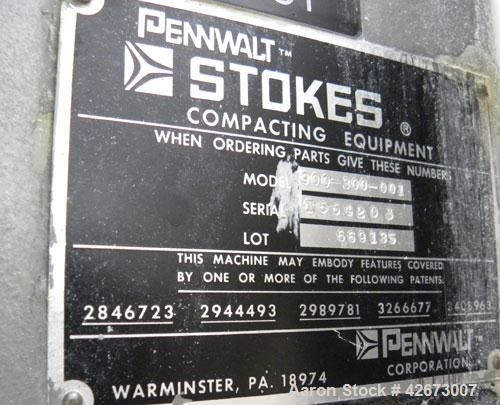 PENNWALT™
STOKES®
COMPACTING EQUIPMENT
WHEN ORDERING PARTS GIVE THESE NUMBER
MODEL 900-300-001
SERIAL
LOT 669135
THIS MACHINE MAY EMBODY FEATURES COVERED
BY ONE OR MORE OF THE FOLLOWING PATENTS.
2846723 2944493 2989781 3266677 3408963
PENNWALT
CORPORATION
WARMINSTER, PA. 18974
Aaron Stock # 42673007